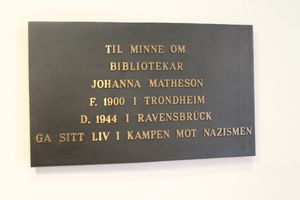 TIL MINNE OM
BIBLIOTEKAR
JOHANNA MATHESON
F. 1900 I TRONDHEIM
D. 1944 I RAVENSBRÜCK
GA SITT LIV I KAMPEN MOT NAZISMEN